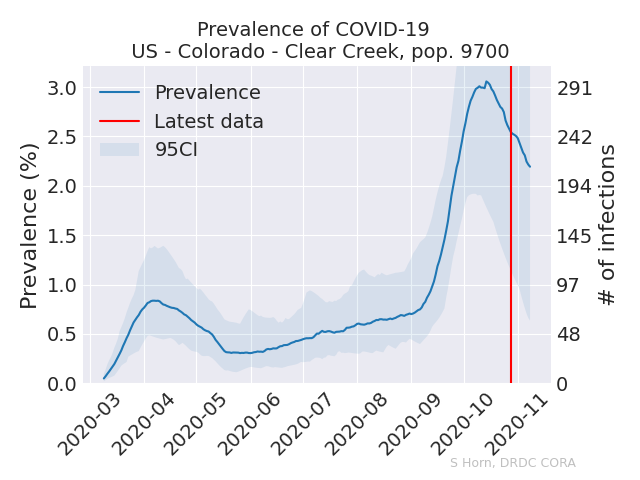 Prevalence of COVID-19
US - Colorado - Clear Creek, pop. 9700
Prevalence
Latest data
95CI
Prevalence (%)
3.0
2.5
2.0
1.5
1.0
0.5
0.0
291
242
194
145
97
48
0
# of infections
2020-03
2020-04
2020-05
2020-06
2020-07
2020-08
2020-09
2020-10
2020-11
S Horn, DRDC CORA